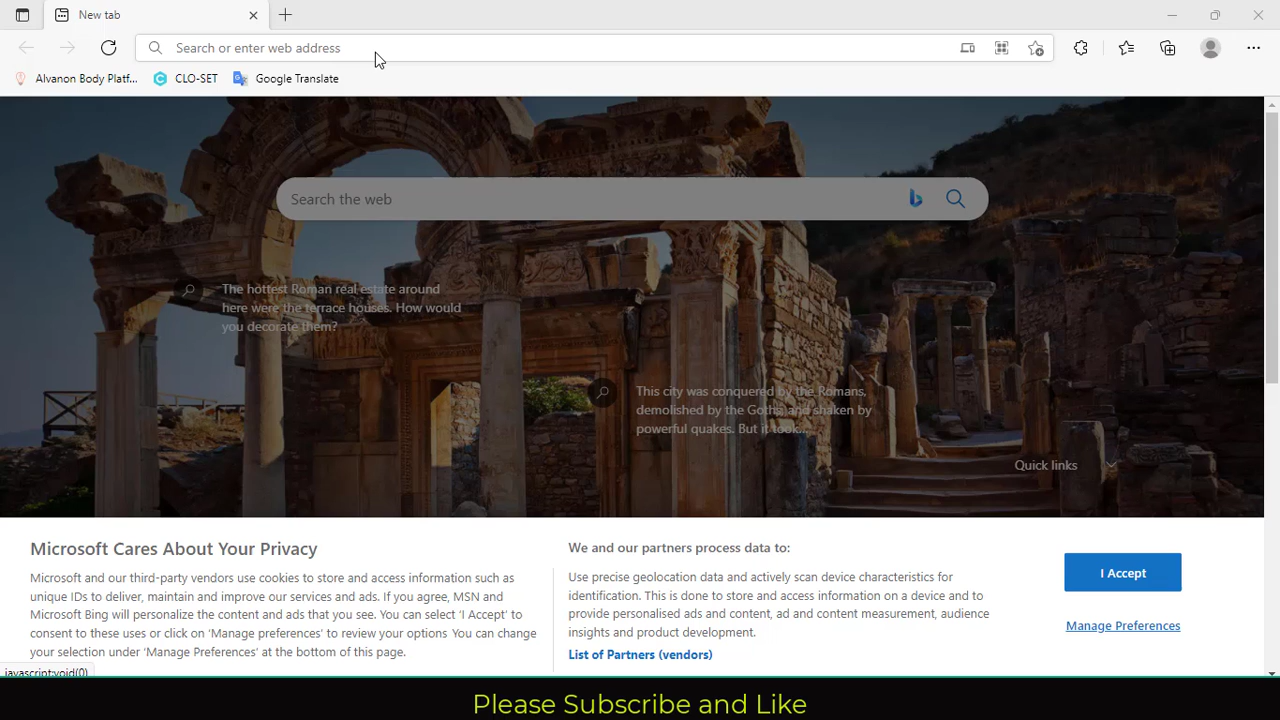 New tab
Search or enter web address
Alvanon Body Platf...
CLO-SET
Google Translate
Search the web
The hottest Roman real estate around
here were the terrace houses. How would
you decorate them?
This city was conquered by the Romans,
demolished by the Goths and shaken by
powerful quakes. But it took...
Quick links
Microsoft Cares About Your Privacy
Microsoft and our third-party vendors use cookies to store and access information such as
unique IDs to deliver, maintain and improve our services and ads. If you agree, MSN and
Microsoft Bing will personalize the content and ads that you see. You can select 'I Accept' to
consent to these uses or click on 'Manage preferences' to review your options You can change
your selection under 'Manage Preferences' at the bottom of this page.
We and our partners process data to:
Use precise geolocation data and actively scan device characteristics for
identification. This is done to store and access information on a device and to
provide personalised ads and content, ad and content measurement, audience
insights and product development.
List of Partners (vendors)
I Accept
Manage Preferences
javascript:void(0)
Please Subscribe and Like